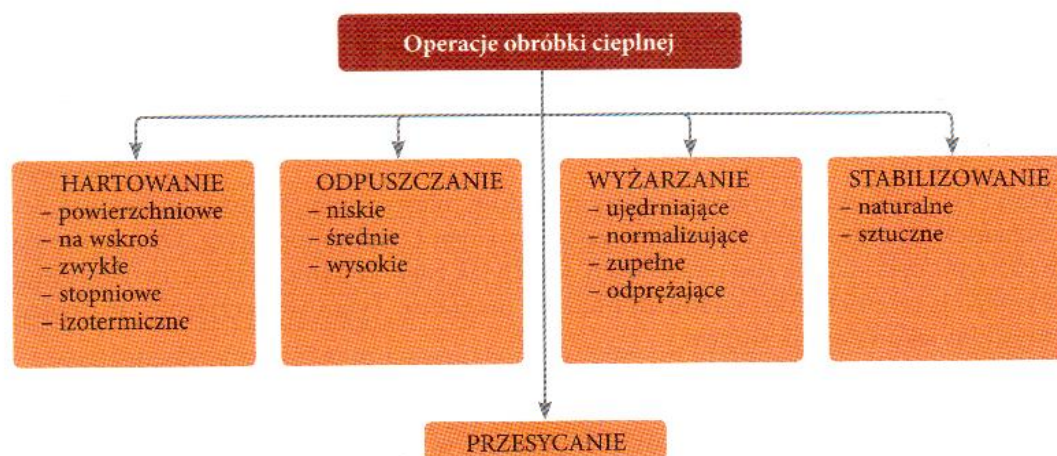 Operacje obróbki cieplnej
HARTOWANIE
– powierzchniowe
– na wskroś
– zwykłe
– stopniowe
– izotermiczne
ODPUSZCZANIE
– niskie
– średnie
– wysokie
WYŻARZANIE
– ujędrniające
– normalizujące
– zupełne
– odprężające
STABILIZOWANIE
– naturalne
– sztuczne
PRZESYCANIE